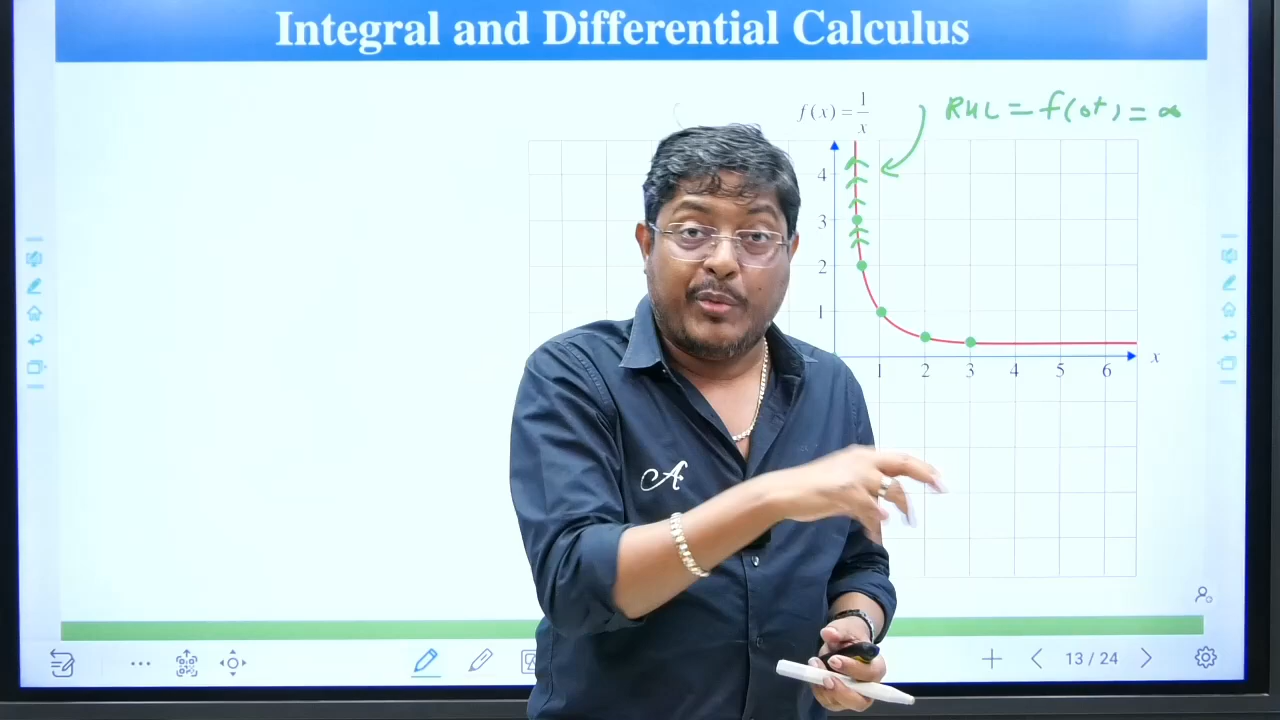 Integral and Differential Calculus
f(x) = 1/x
RHL = f(0+) = ∞
4
3
2
1
1 2 3 4 5 6 x
A
13 / 24